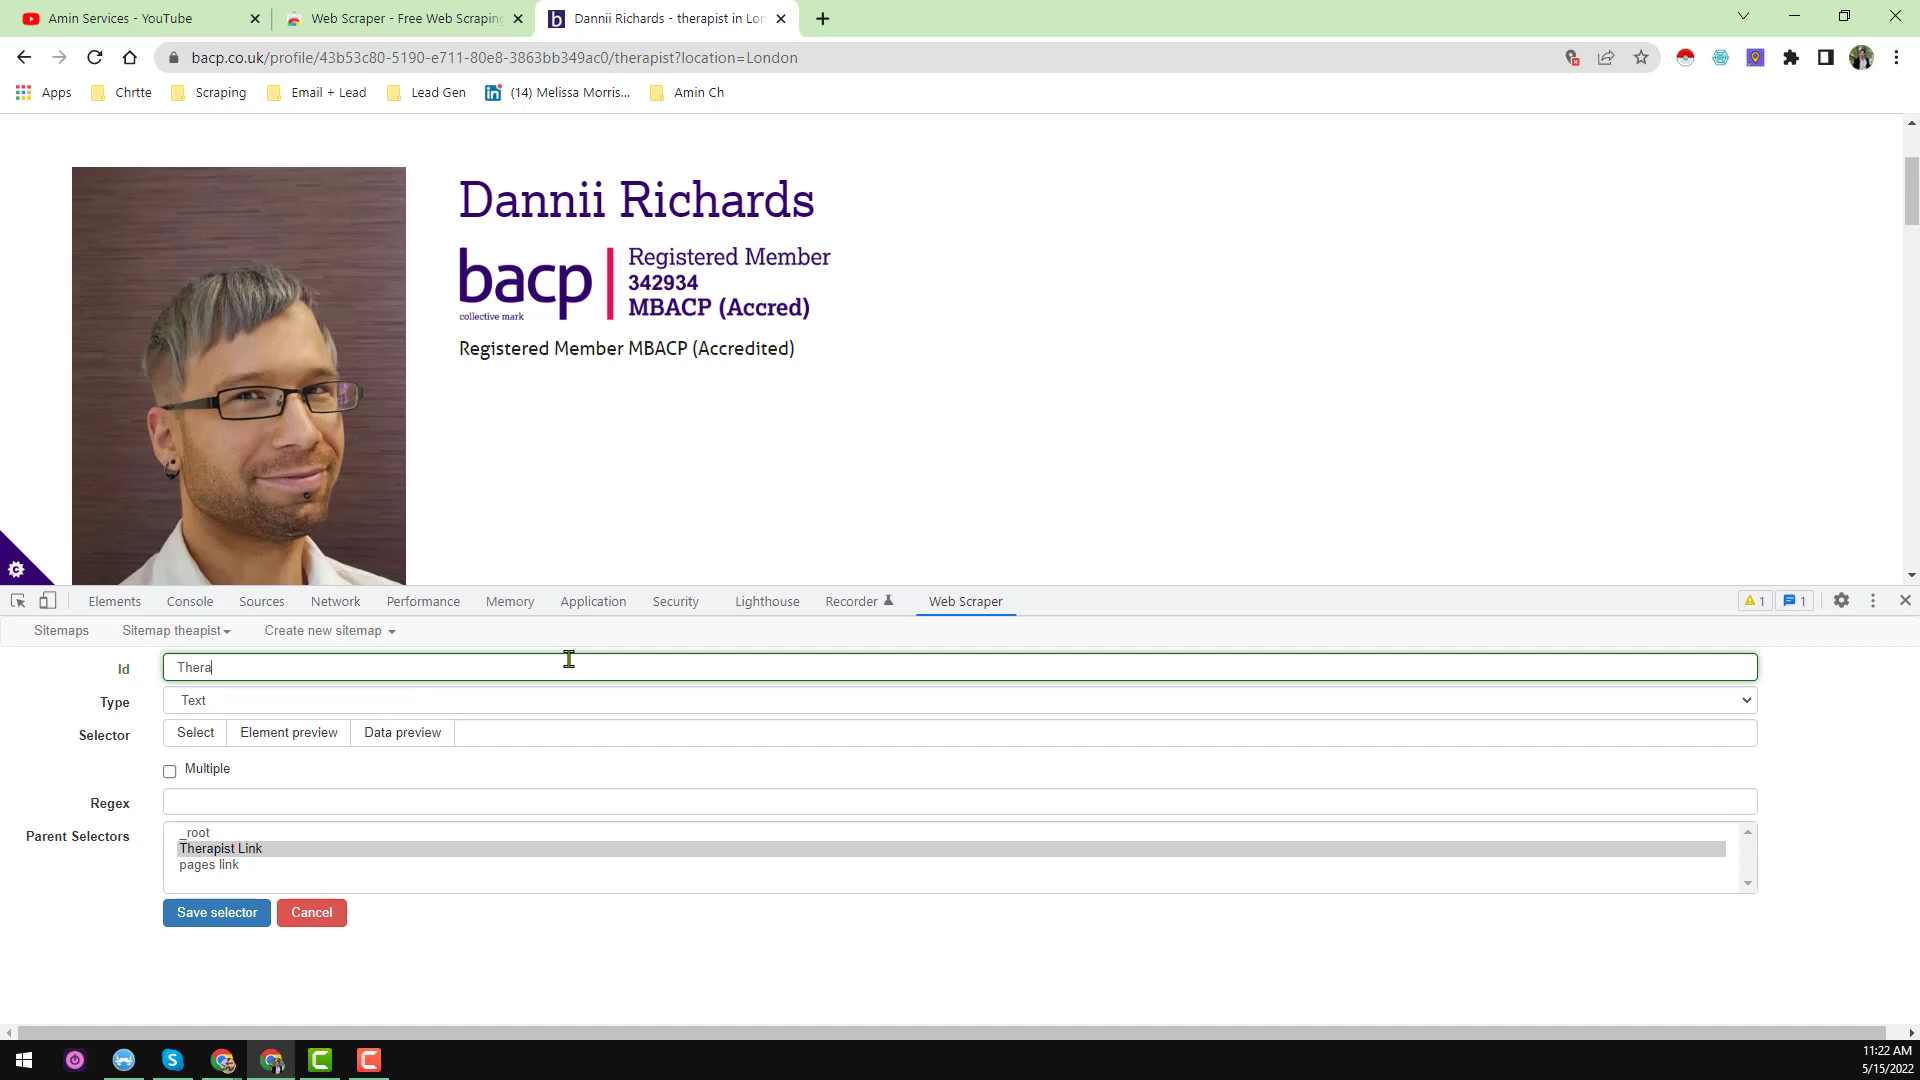 Amin Services - YouTube
Web Scraper - Free Web Scraping
Dannii Richards - therapist in Lon
bacp.co.uk/profile/43b53c80-5190-e711-80e8-3863bb349ac0/therapist?location=London
Apps
Chrtte
Scraping
Email + Lead
Lead Gen
(14) Melissa Morris...
Amin Ch
Dannii Richards
bacp
collective mark
Registered Member
342934
MBACP (Accred)
Registered Member MBACP (Accredited)
Elements
Console
Sources
Network
Performance
Memory
Application
Security
Lighthouse
Recorder
Web Scraper
1
1
Sitemaps
Sitemap theapist
Create new sitemap
Id
Thera
Type
Text
Selector
Select
Element preview
Data preview
Multiple
Regex
Parent Selectors
_root
Therapist Link
pages link
Save selector
Cancel
11:22 AM
5/15/2022